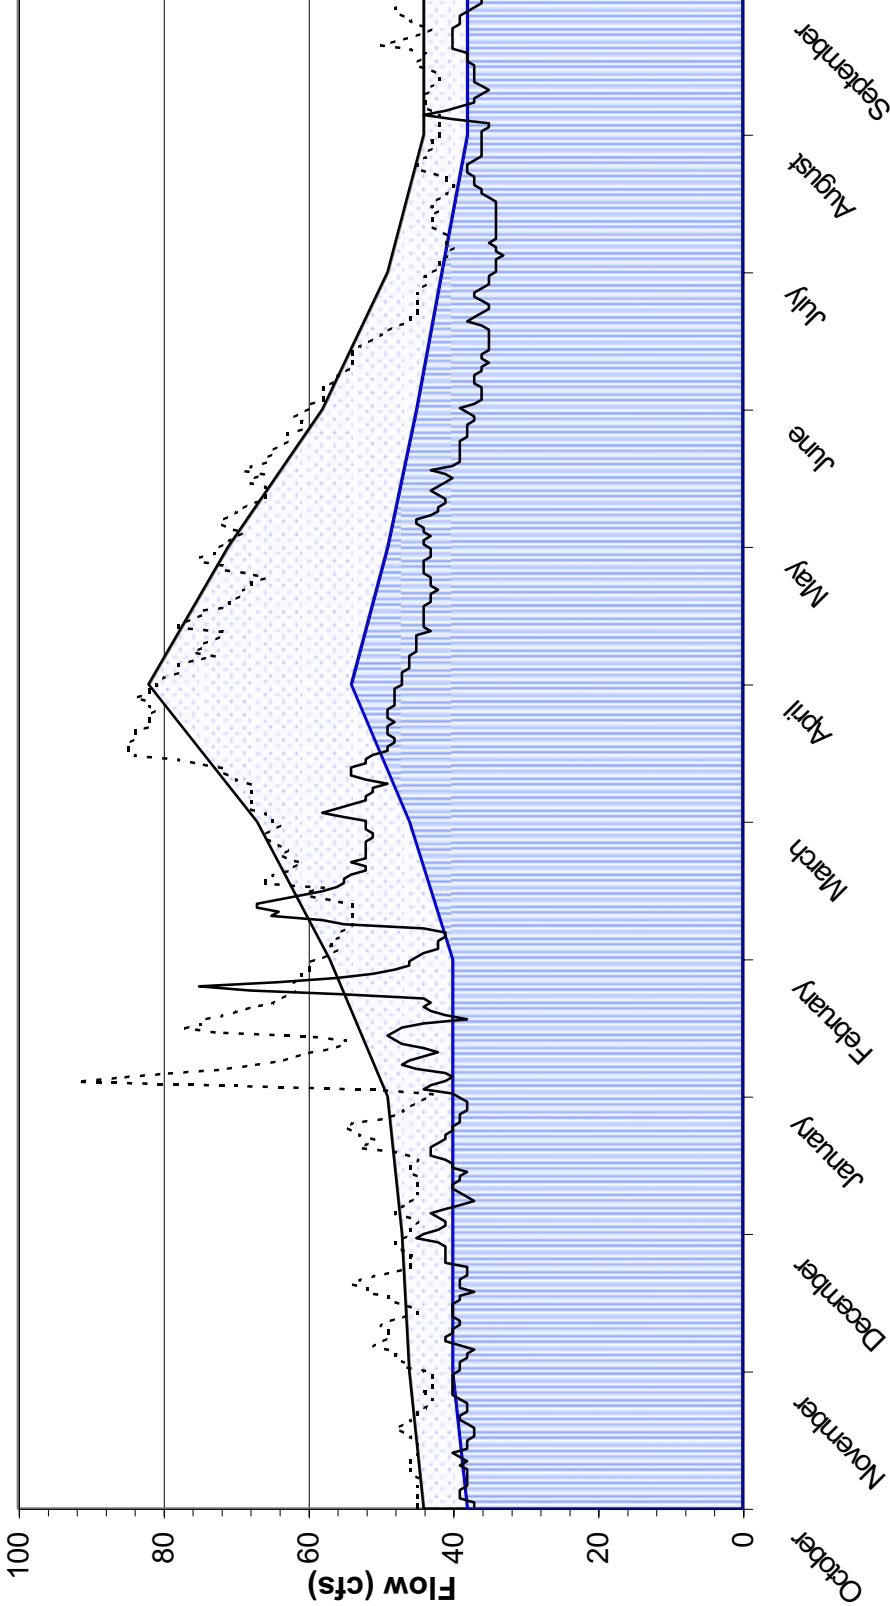 Flow (cfs)
100
80
60
40
20
0
October
November
December
January
February
March
April
May
June
July
August
September